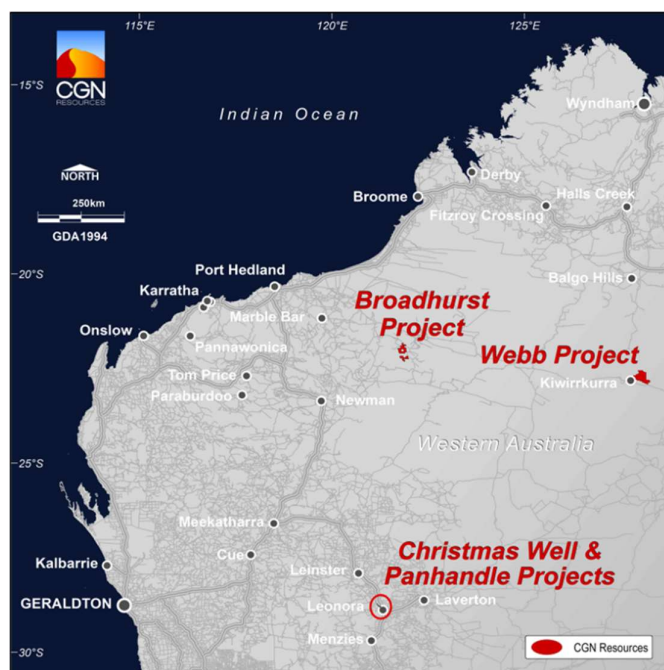 115°E
120°E
125°E
CGN
RESOURCES
15°S
Indian Ocean
Wyndham
NORTH
250km
GDA1994
Derby
Broome
Halls Creek
Fitzroy Crossing
20°S
Port Hedland
Balgo Hills
Karratha
Marble Bar
Broadhurst
Project
Onslow
Pannawonica
Webb Project
Tom Price
Kiwirrkurra
Paraburdoo
Newman
Western Australia
25°S
Meekatharra
Cue
Christmas Well &
Panhandle Projects
Kalbarrie
Leinster
GERALDTON
Leonora
Laverton
Menzies
30°S
CGN Resources